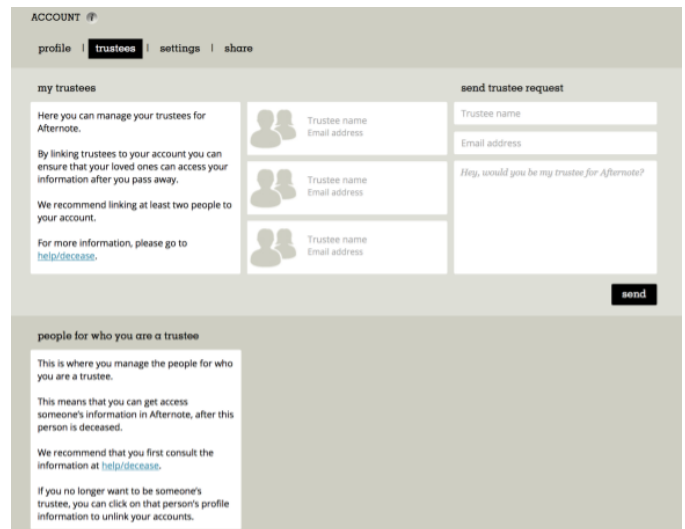 ACCOUNT
profile | trustees | settings | share
my trustees
Here you can manage your trustees for
Afternote.
By linking trustees to your account you can
ensure that your loved ones can access your
information after you pass away.
We recommend linking at least two people to
your account.
For more information, please go to
help/decease.
Trustee name
Email address
Trustee name
Email address
Trustee name
Email address
send trustee request
Trustee name
Email address
Hey, would you be my trustee for Afternote?
send
people for who you are a trustee
This is where you manage the people for who
you are a trustee.
This means that you can get access
someone's information in Afternote, after this
person is deceased.
We recommend that you first consult the
information at help/decease.
If you no longer want to be someone's
trustee, you can click on that person's profile
information to unlink your accounts.